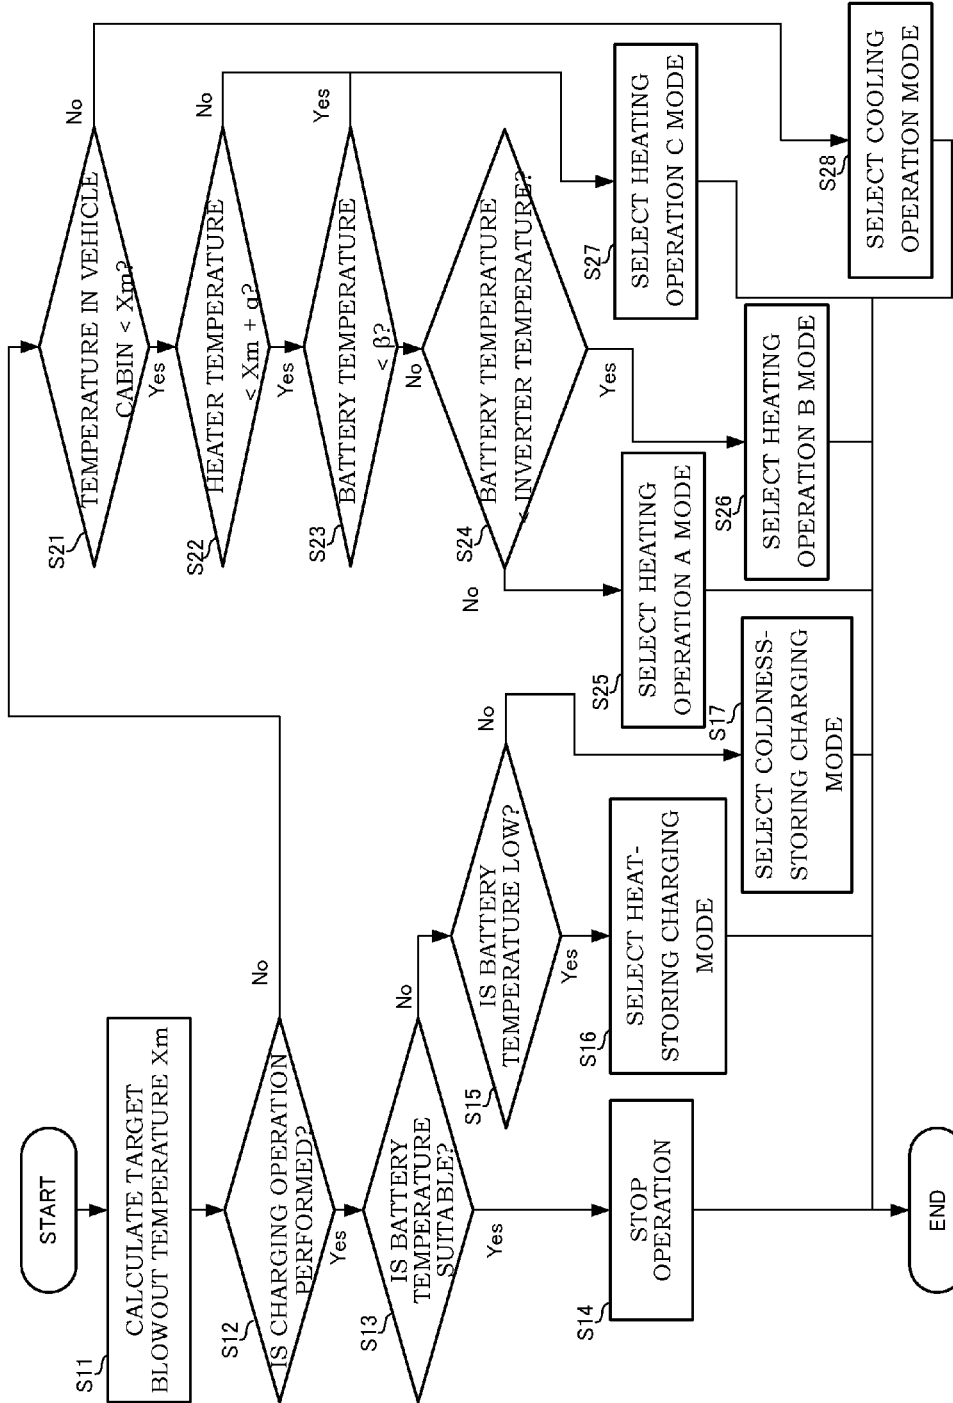 START
S11
CALCULATE TARGET
BLOWOUT TEMPERATURE Xm
S12
IS CHARGING OPERATION
PERFORMED?
No
Yes
S13
IS BATTERY
TEMPERATURE
SUITABLE?
No
Yes
S14
STOP
OPERATION
S15
IS BATTERY
TEMPERATURE LOW?
No
Yes
S16
SELECT HEAT-
STORING CHARGING
MODE
S17
SELECT COLDNESS-
STORING CHARGING
MODE
S21
TEMPERATURE IN VEHICLE
CABIN < Xm?
No
Yes
S22
HEATER TEMPERATURE
< Xm + α?
No
Yes
S23
BATTERY TEMPERATURE
< β?
Yes
No
S24
BATTERY TEMPERATURE
< INVERTER TEMPERATURE?
No
Yes
S25
SELECT HEATING
OPERATION A MODE
S26
SELECT HEATING
OPERATION B MODE
S27
SELECT HEATING
OPERATION C MODE
S28
SELECT COOLING
OPERATION MODE
END